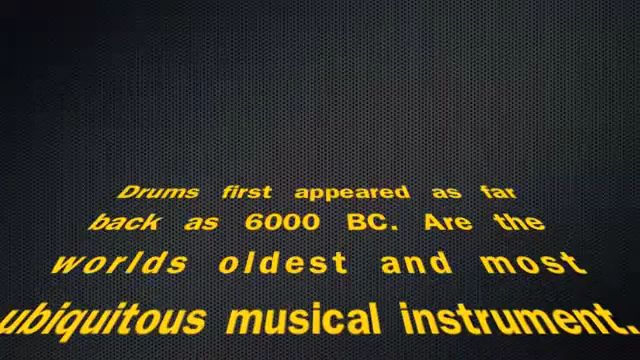 Drums first appeared as far
back as 6000 BC. Are the
worlds oldest and most
ubiquitous musical instrument.